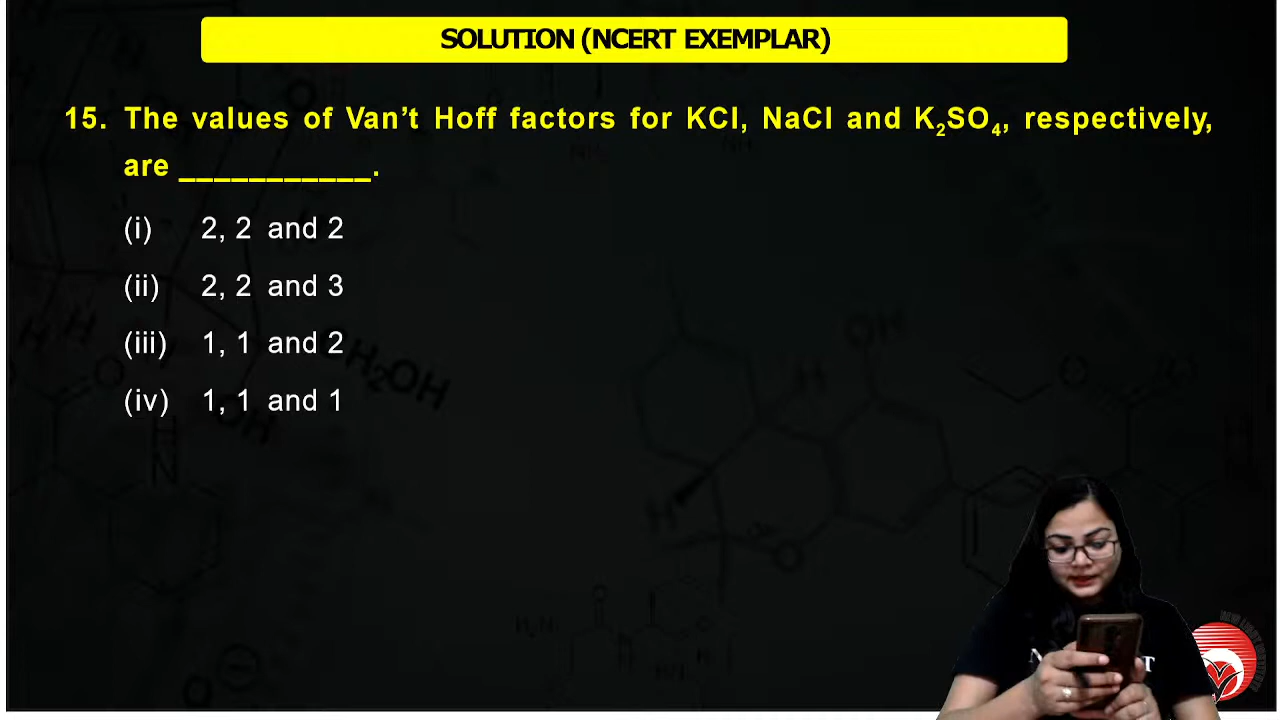 SOLUTION (NCERT EXEMPLAR)
15. The values of Van’t Hoff factors for KCl, NaCl and K₂SO₄, respectively,
are ___________.
(i) 2, 2 and 2
(ii) 2, 2 and 3
(iii) 1, 1 and 2
(iv) 1, 1 and 1